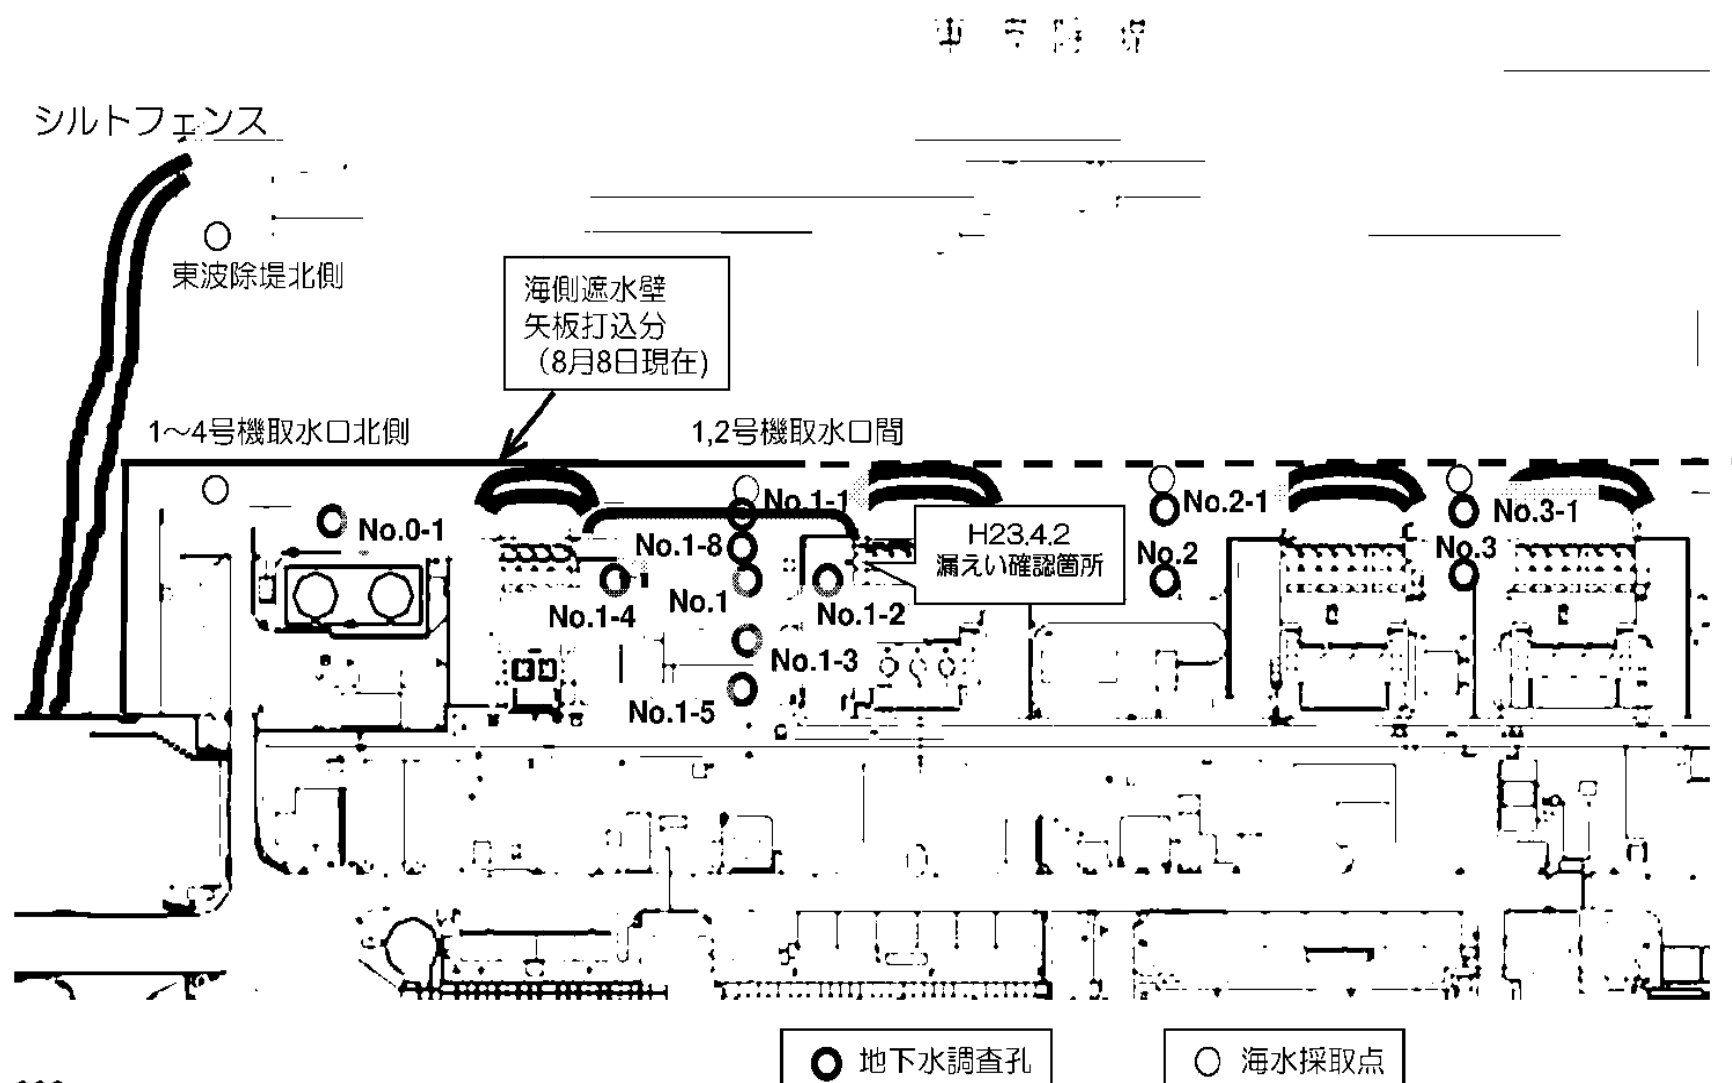 シルトフェンス
東波除堤北側
海側遮水壁
矢板打込分
（8月8日現在)
1～4号機取水口北側
1,2号機取水口間
No.0-1
No.1-1
No.1-8
No.1-4
No.1
No.1-2
No.1-3
No.1-5
H23.4.2
漏えい確認箇所
No.2-1
No.2
No.3-1
No.3
地下水調査孔
海水採取点